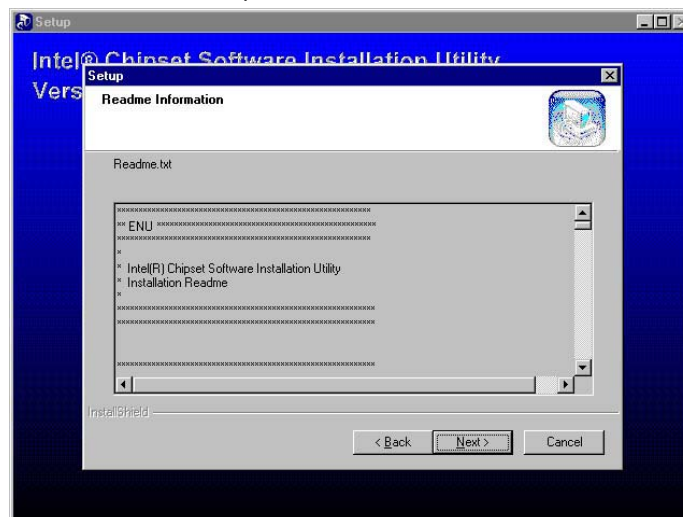 Setup
Intel® Chipset Software Installation Utility
Vers
Setup
Readme Information
Readme.txt
** ENU
*
* Intel(R) Chipset Software Installation Utility
* Installation Readme
*
InstallShield
< Back
Next >
Cancel